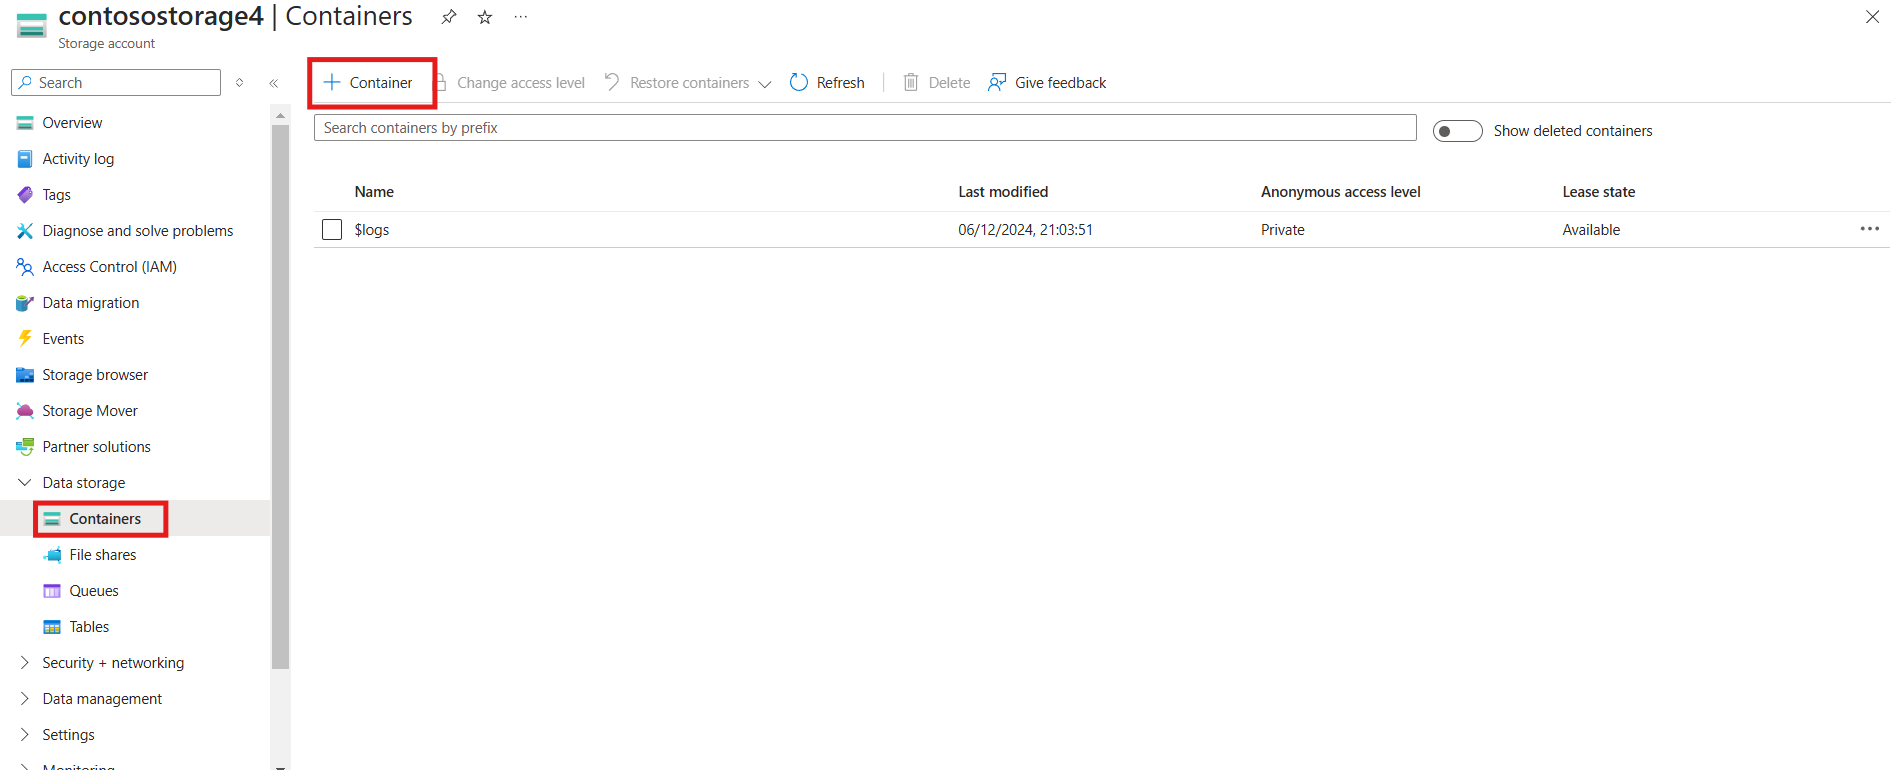 contosostorage4 | Containers ...
Storage account
Search
Container
Change access level
Restore containers
Refresh
Delete
Give feedback
Search containers by prefix
Show deleted containers
Name Last modified Anonymous access level Lease state
$logs 06/12/2024, 21:03:51 Private Available
Overview
Activity log
Tags
Diagnose and solve problems
Access Control (IAM)
Data migration
Events
Storage browser
Storage Mover
Partner solutions
Data storage
Containers
File shares
Queues
Tables
Security + networking
Data management
Settings
Monitoring